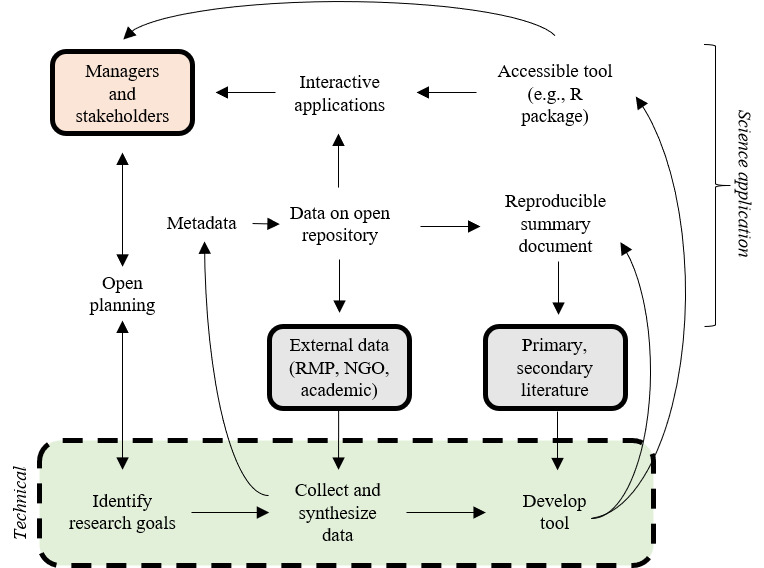 Managers
and
stakeholders
Interactive
applications
Accessible tool
(e.g., R
package)
Metadata
Data on open
repository
Reproducible
summary
document
Science application
Open
planning
External data
(RMP, NGO,
academic)
Primary,
secondary
literature
Technical
Identify
research goals
Collect and
synthesize
data
Develop
tool